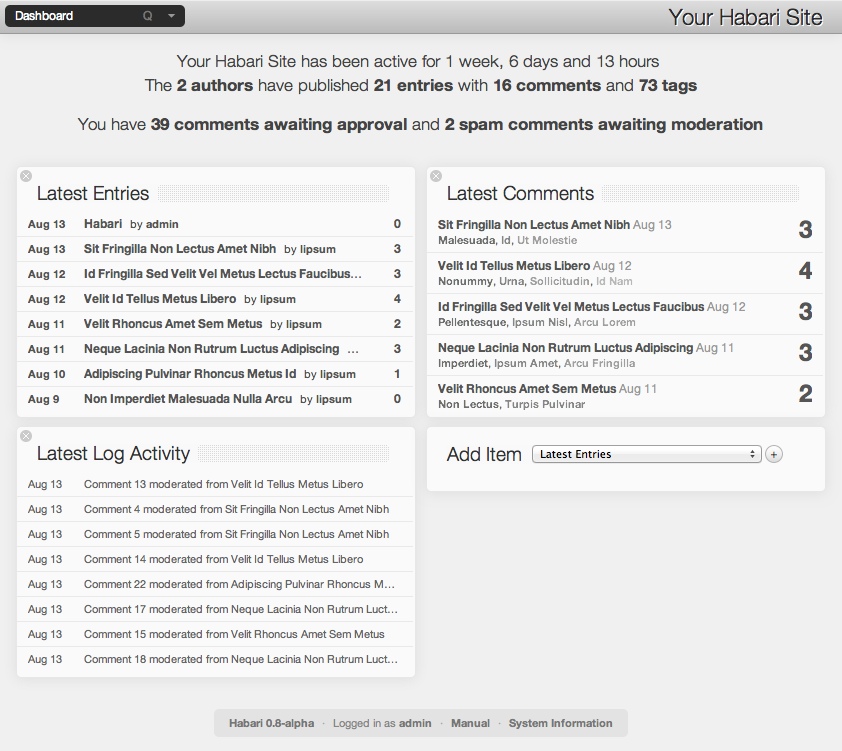 Dashboard Q
Your Habari Site
Your Habari Site has been active for 1 week, 6 days and 13 hours
The 2 authors have published 21 entries with 16 comments and 73 tags
You have 39 comments awaiting approval and 2 spam comments awaiting moderation
Latest Entries
Aug 13 Habari by admin 0
Aug 13 Sit Fringilla Non Lectus Amet Nibh by lipsum 3
Aug 12 Id Fringilla Sed Velit Vel Metus Lectus Faucibus… 3
Aug 12 Velit Id Tellus Metus Libero by lipsum 4
Aug 11 Velit Rhoncus Amet Sem Metus by lipsum 2
Aug 11 Neque Lacinia Non Rutrum Luctus Adipiscing … 3
Aug 10 Adipiscing Pulvinar Rhoncus Metus Id by lipsum 1
Aug 9 Non Imperdiet Malesuada Nulla Arcu by lipsum 0
Latest Comments
Sit Fringilla Non Lectus Amet Nibh Aug 13 3
Malesuada, Id, Ut Molestie
Velit Id Tellus Metus Libero Aug 12 4
Nonummy, Urna, Sollicitudin, Id Nam
Id Fringilla Sed Velit Vel Metus Lectus Faucibus Aug 12 3
Pellentesque, Ipsum Nisl, Arcu Lorem
Neque Lacinia Non Rutrum Luctus Adipiscing Aug 11 3
Imperdiet, Ipsum Amet, Arcu Fringilla
Velit Rhoncus Amet Sem Metus Aug 11 2
Non Lectus, Turpis Pulvinar
Latest Log Activity
Aug 13 Comment 13 moderated from Velit Id Tellus Metus Libero
Aug 13 Comment 4 moderated from Sit Fringilla Non Lectus Amet Nibh
Aug 13 Comment 5 moderated from Sit Fringilla Non Lectus Amet Nibh
Aug 13 Comment 14 moderated from Velit Id Tellus Metus Libero
Aug 13 Comment 22 moderated from Adipiscing Pulvinar Rhoncus M…
Aug 13 Comment 17 moderated from Neque Lacinia Non Rutrum Luct…
Aug 13 Comment 15 moderated from Velit Rhoncus Amet Sem Metus
Aug 13 Comment 18 moderated from Neque Lacinia Non Rutrum Luct…
Add Item Latest Entries +
Habari 0.8-alpha · Logged in as admin · Manual · System Information